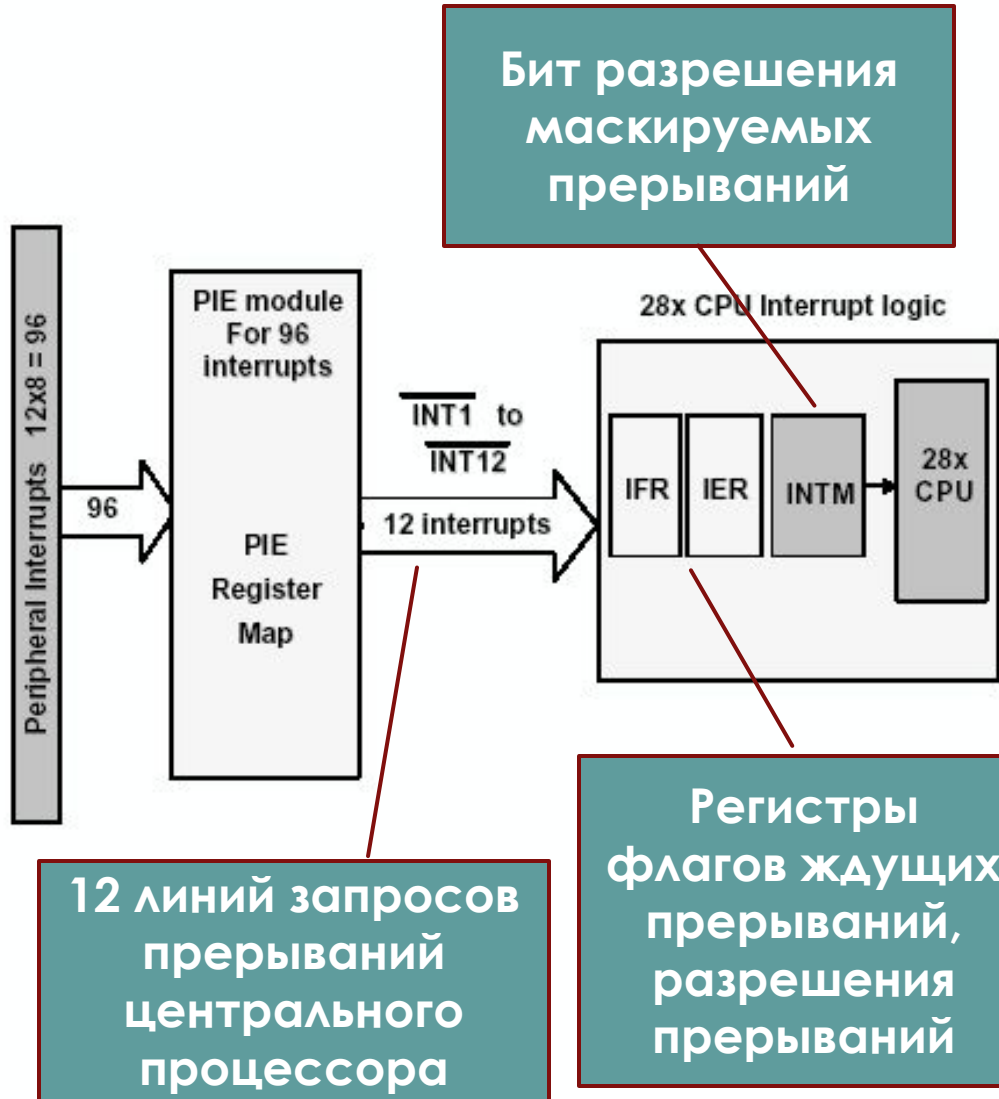 Бит разрешения
маскируемых
прерываний
Peripheral Interrupts 12x8 = 96
96
PIE module
For 96
interrupts
PIE
Register
Map
INT1 to
INT12
12 interrupts
28x CPU Interrupt logic
IFR
IER
INTM
28x
CPU
12 линий запросов
прерываний
центрального
процессора
Регистры
флагов ждущих
прерываний,
разрешения
прерываний